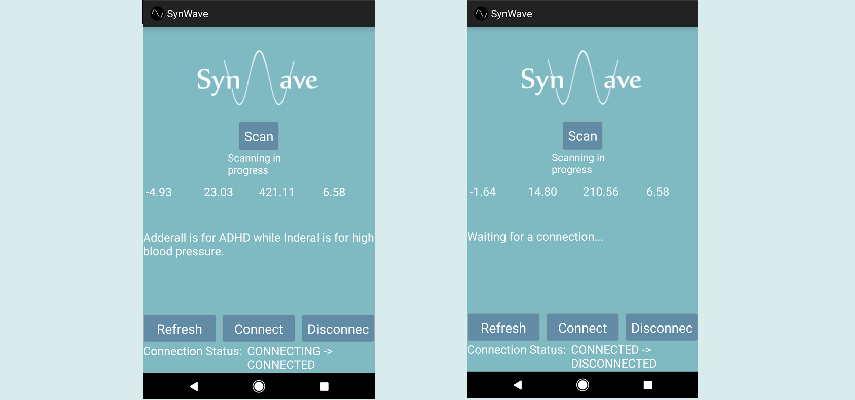 SynWave
SynWave
Scan
Scanning in
progress
-4.93 23.03 421.11 6.58
Adderall is for ADHD while Inderal is for high
blood pressure.
Refresh Connect Disconnec
Connection Status: CONNECTING ->
CONNECTED
SynWave
SynWave
Scan
Scanning in
progress
-1.64 14.80 210.56 6.58
Waiting for a connection...
Refresh Connect Disconnec
Connection Status: CONNECTED ->
DISCONNECTED